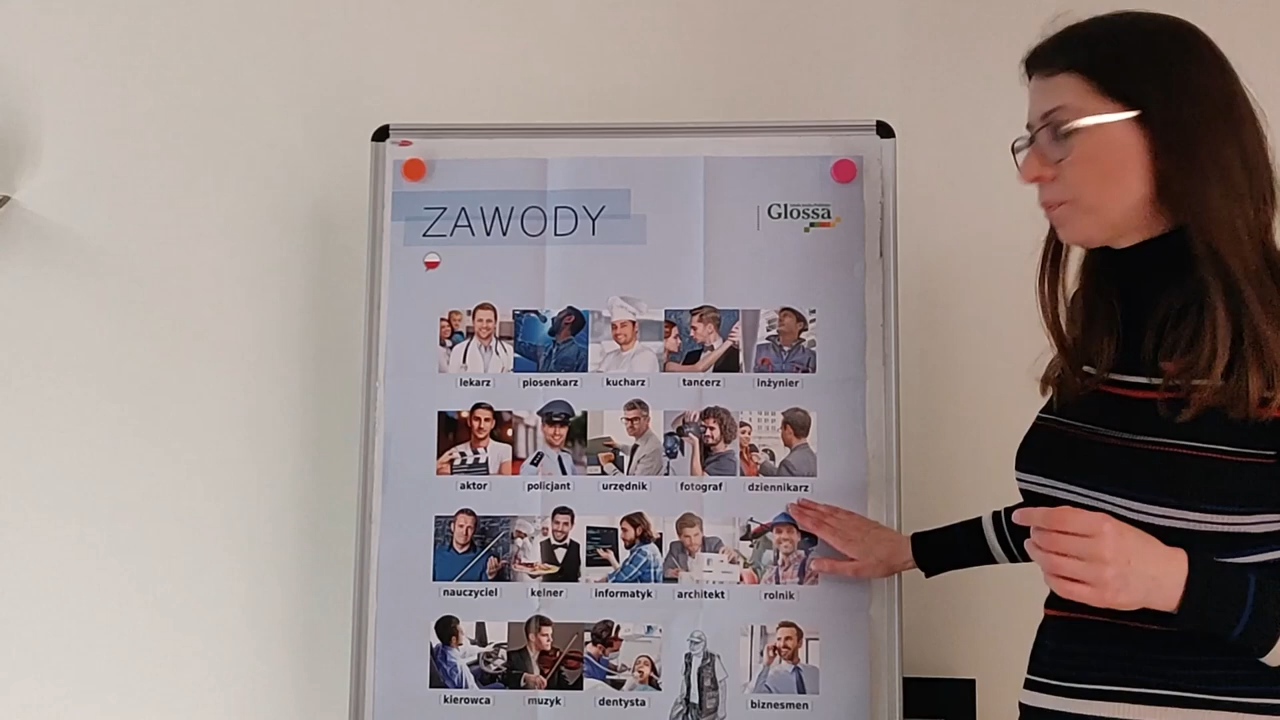 ZAWODY
Glossa
lekarz piosenkarz kucharz tancerz inżynier
aktor policjant urzędnik fotograf dziennikarz
nauczyciel kelner informatyk architekt rolnik
kierowca muzyk dentysta biznesmen